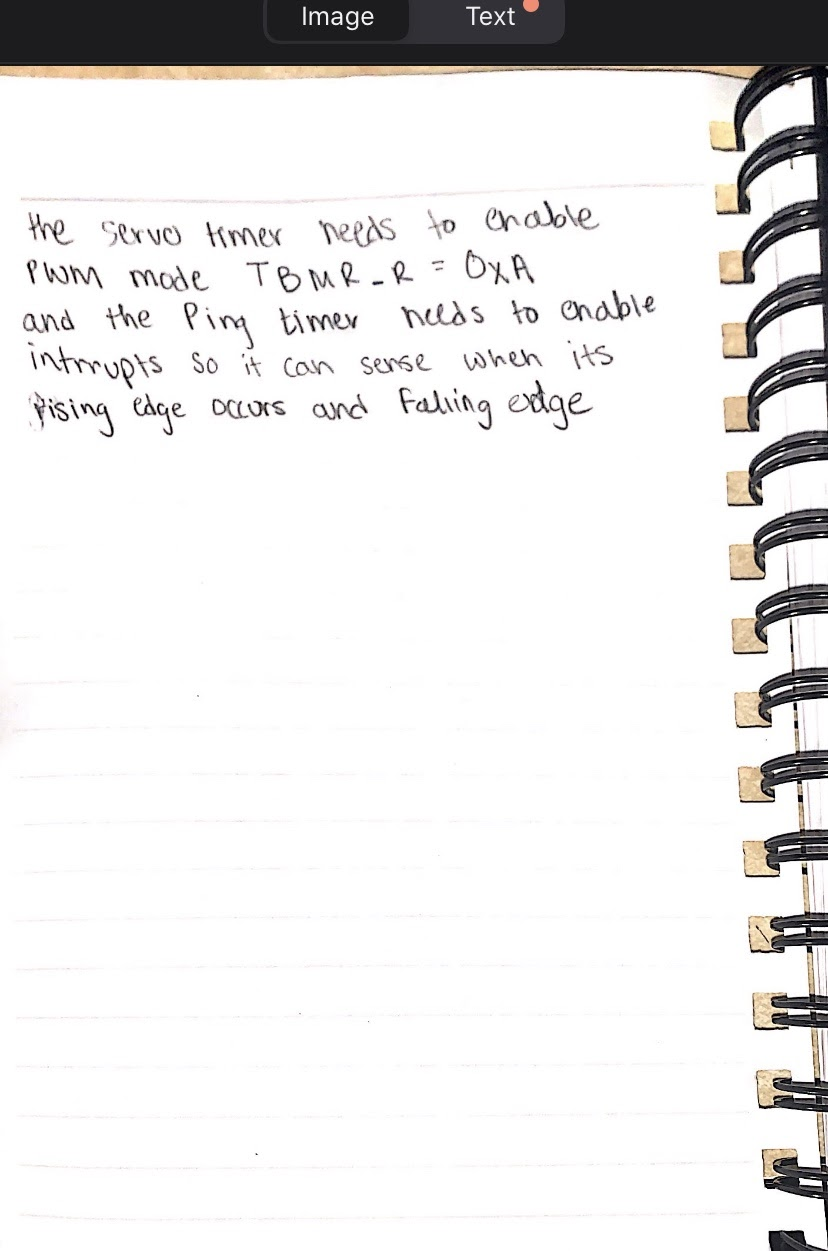 Image Text
the servo timer needs to enable
PWM mode TBMR_R = 0xA
and the Ping timer needs to enable
intrrupts so it can sense when its
rising edge occurs and falling edge